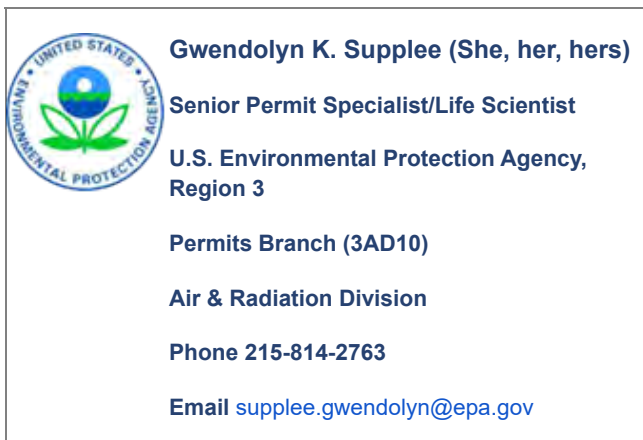 UNITED STATES
ENVIRONMENTAL PROTECTION AGENCY
Gwendolyn K. Supplee (She, her, hers)
Senior Permit Specialist/Life Scientist
U.S. Environmental Protection Agency,
Region 3
Permits Branch (3AD10)
Air & Radiation Division
Phone 215-814-2763
Email supplee.gwendolyn@epa.gov